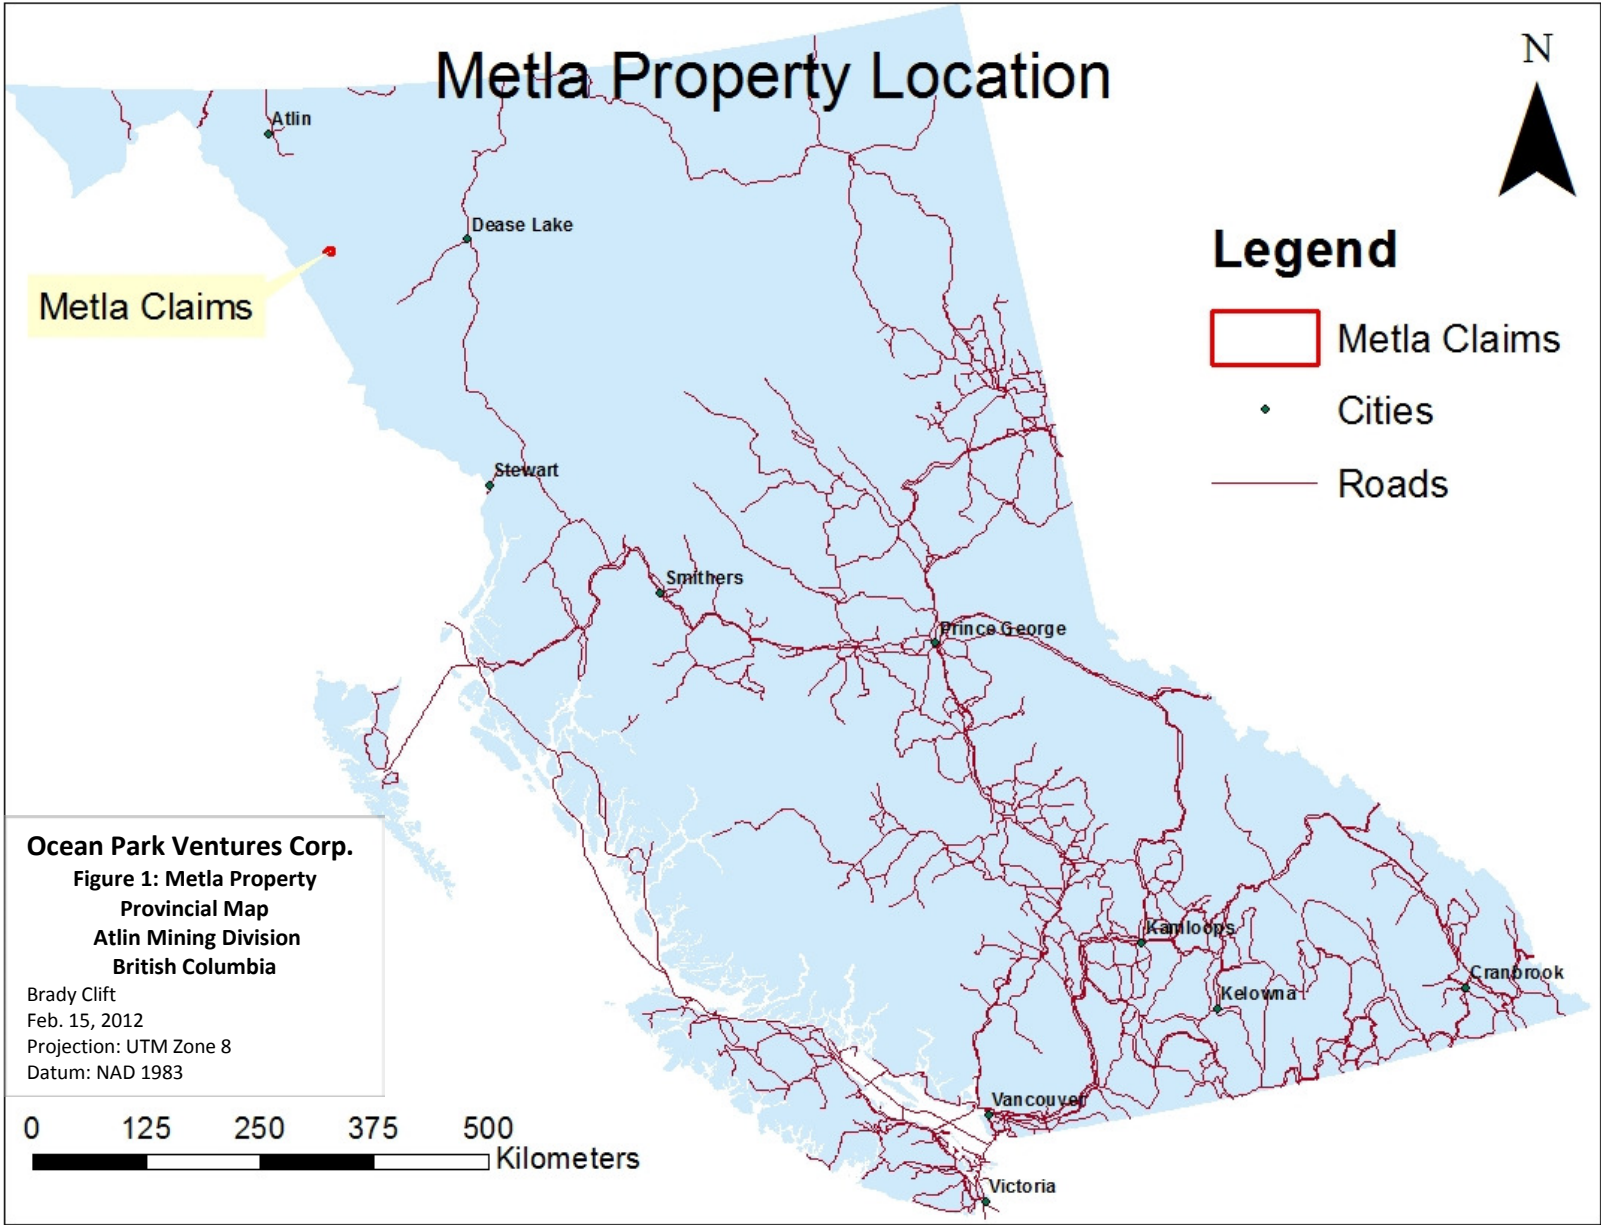 Metla Property Location
N
Atlin
Dease Lake
Metla Claims
Legend
Metla Claims
Cities
Roads
Stewart
Smithers
Prince George
Kamloops
Cranbrook
Kelowna
Vancouver
Victoria
Ocean Park Ventures Corp.
Figure 1: Metla Property
Provincial Map
Atlin Mining Division
British Columbia
Brady Clift
Feb. 15, 2012
Projection: UTM Zone 8
Datum: NAD 1983
0 125 250 375 500
Kilometers